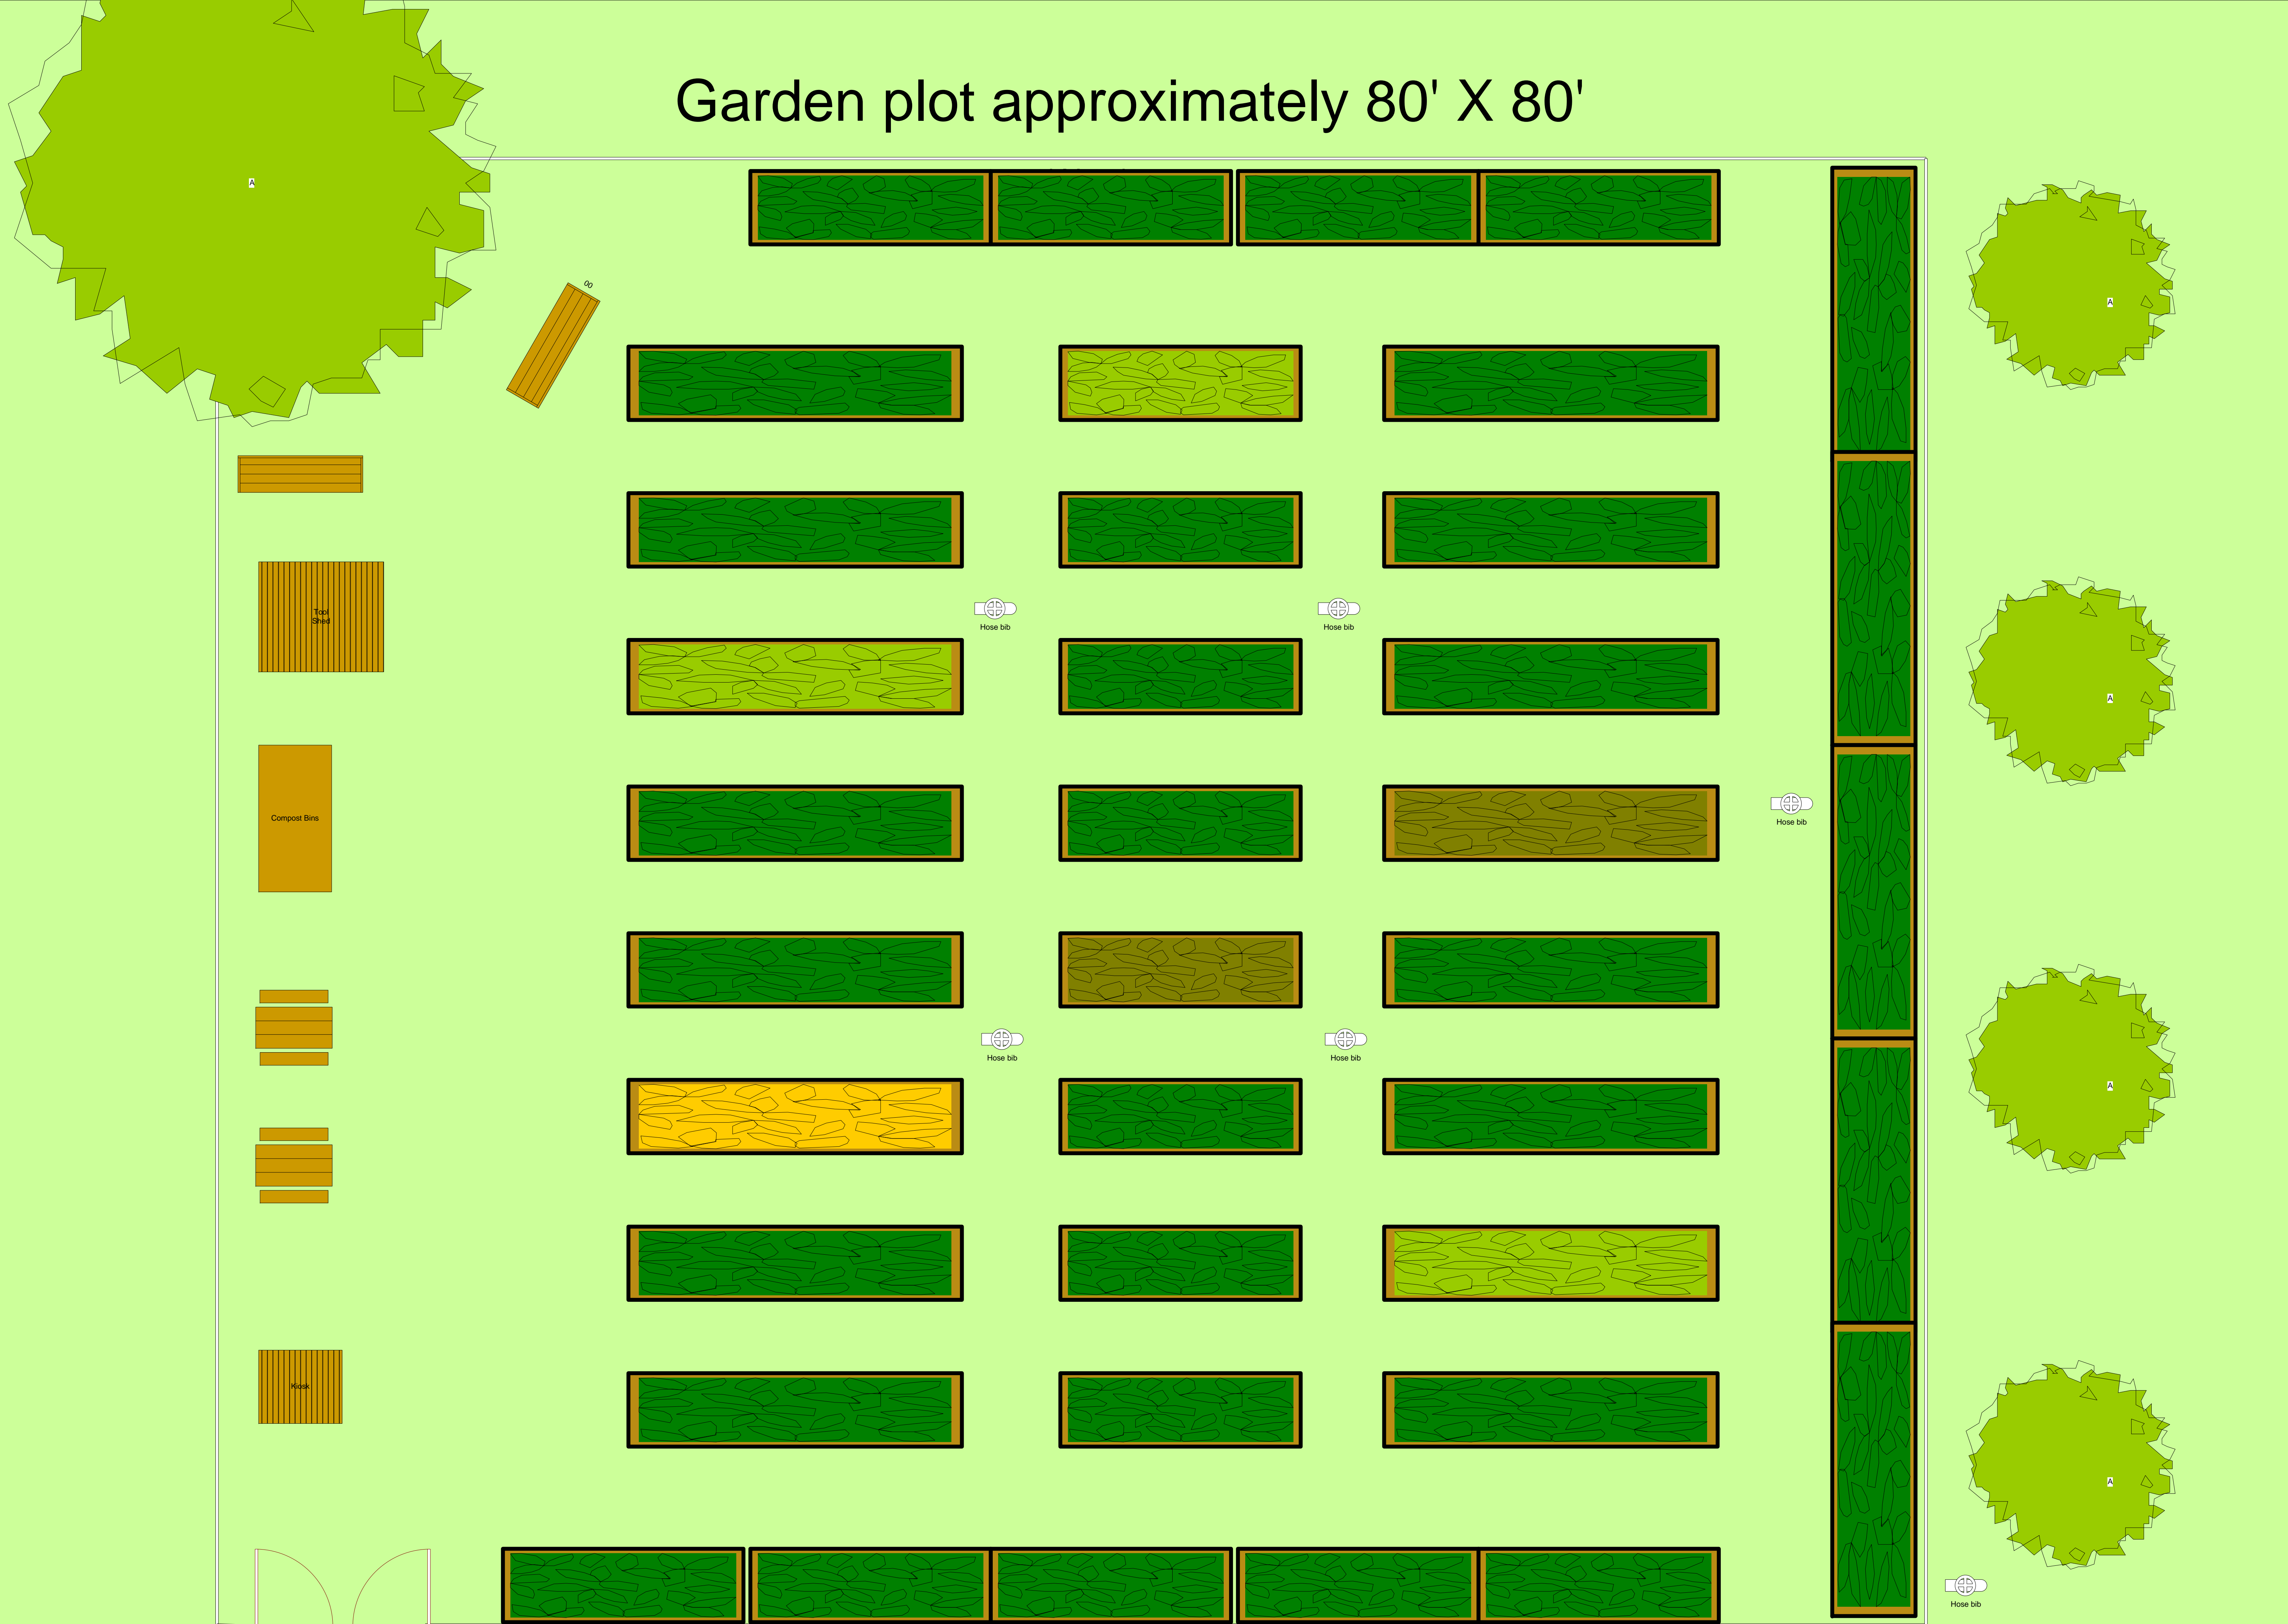 Garden plot approximately 80' X 80'
A
A
00
Tool
Shed
Hose bib
Hose bib
A
Compost Bins
Hose bib
Hose bib
Hose bib
A
Kiosk
A
Hose bib